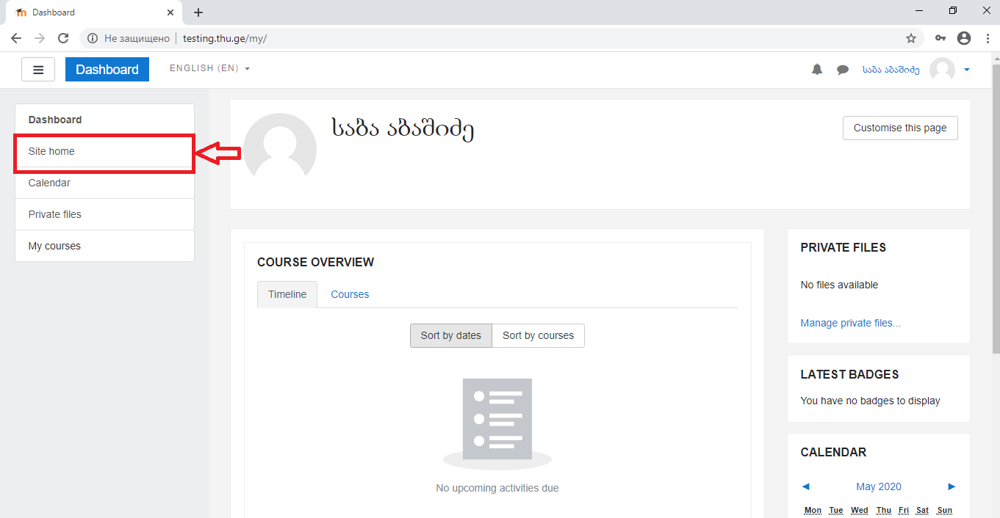 Dashboard
Не защищено
testing.thu.ge/my/
Dashboard
ENGLISH (EN)
საბა აბაშიძე
Dashboard
Site home
Calendar
Private files
My courses
საბა აბაშიძე
Customise this page
COURSE OVERVIEW
Timeline
Courses
Sort by dates
Sort by courses
No upcoming activities due
PRIVATE FILES
No files available
Manage private files...
LATEST BADGES
You have no badges to display
CALENDAR
May 2020
Mon Tue Wed Thu Fri Sat Sun